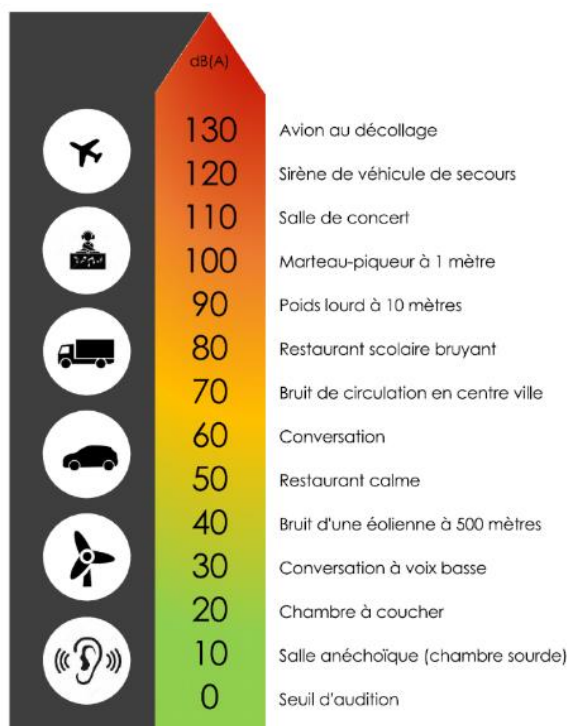 dB(A)
130 Avion au décollage
120 Sirène de véhicule de secours
110 Salle de concert
100 Marteau-piqueur à 1 mètre
90 Poids lourd à 10 mètres
80 Restaurant scolaire bruyant
70 Bruit de circulation en centre ville
60 Conversation
50 Restaurant calme
40 Bruit d'une éolienne à 500 mètres
30 Conversation à voix basse
20 Chambre à coucher
10 Salle anéchoïque (chambre sourde)
0 Seuil d'audition